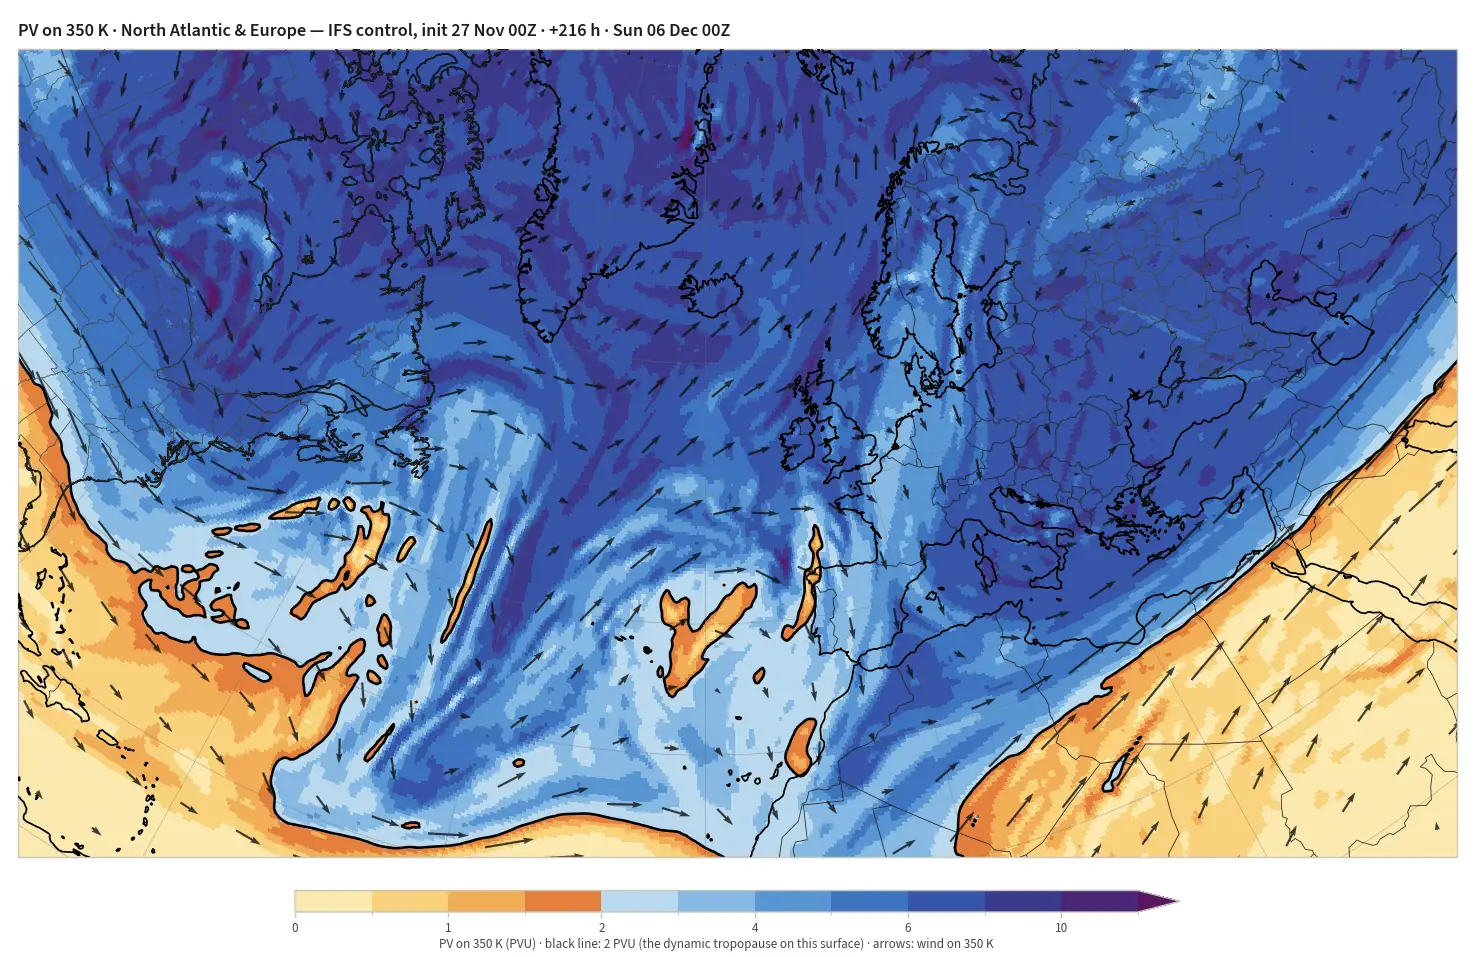 PV on 350 K · North Atlantic & Europe — IFS control, init 27 Nov 00Z · +216 h · Sun 06 Dec 00Z
0 1 2 4 6 10
PV on 350 K (PVU) · black line: 2 PVU (the dynamic tropopause on this surface) · arrows: wind on 350 K